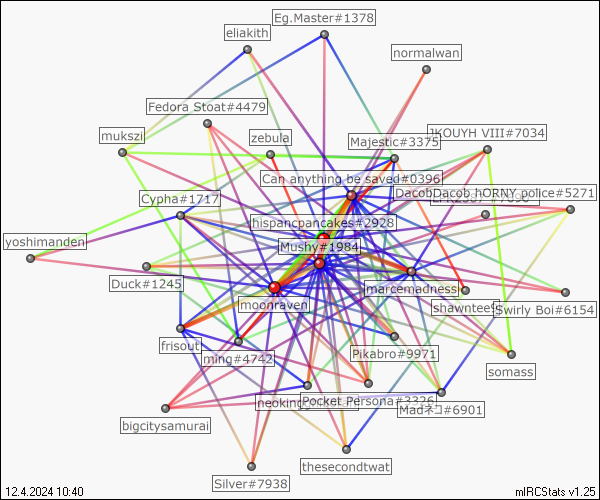 Eg.Master#1378
eliakith
normalwan
Fedora Stoat#4479
JKOUYH VIII#7034
mukszi
zebula
Majestic#3375
Can anything be saved#0396
DacobDacob.hORNY police#5271
Cypha#1717
hispancpancakes#2928
yoshimanden
Mushy#1984
Duck#1245
marcemadness
moonraven
shawntees
Swirly Boi#6154
frisout
ming#4742
Pikabro#9971
somass
Pocket Persona#3326
Madネコ#6901
bigcitysamurai
thesecondtwat
Silver#7938
12.4.2024 10:40
mIRCStats v1.25